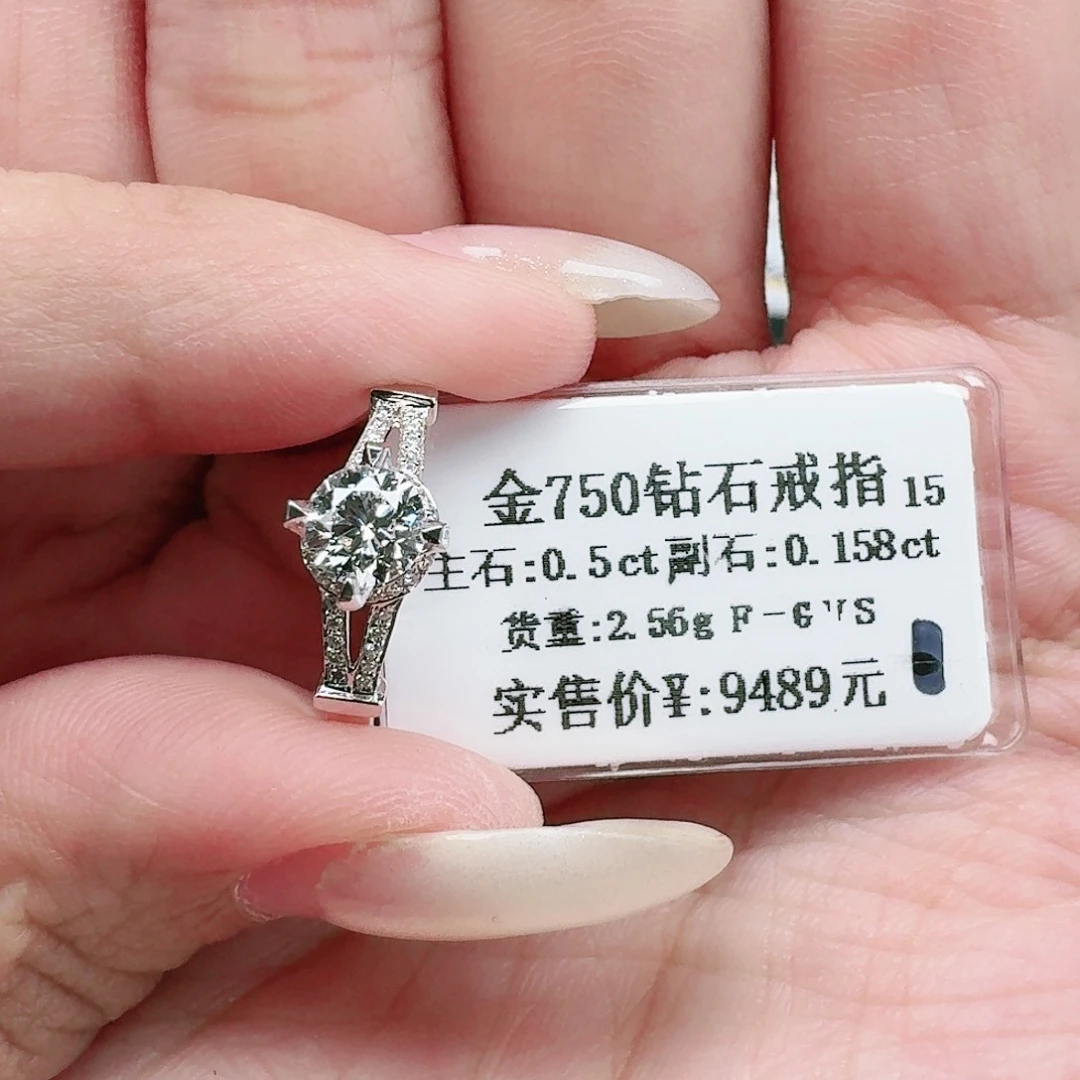 金750钻石戒指 15
主石:0.5ct 副石:0.158ct
货重:2.56g F-G VS
实售价¥:9489元